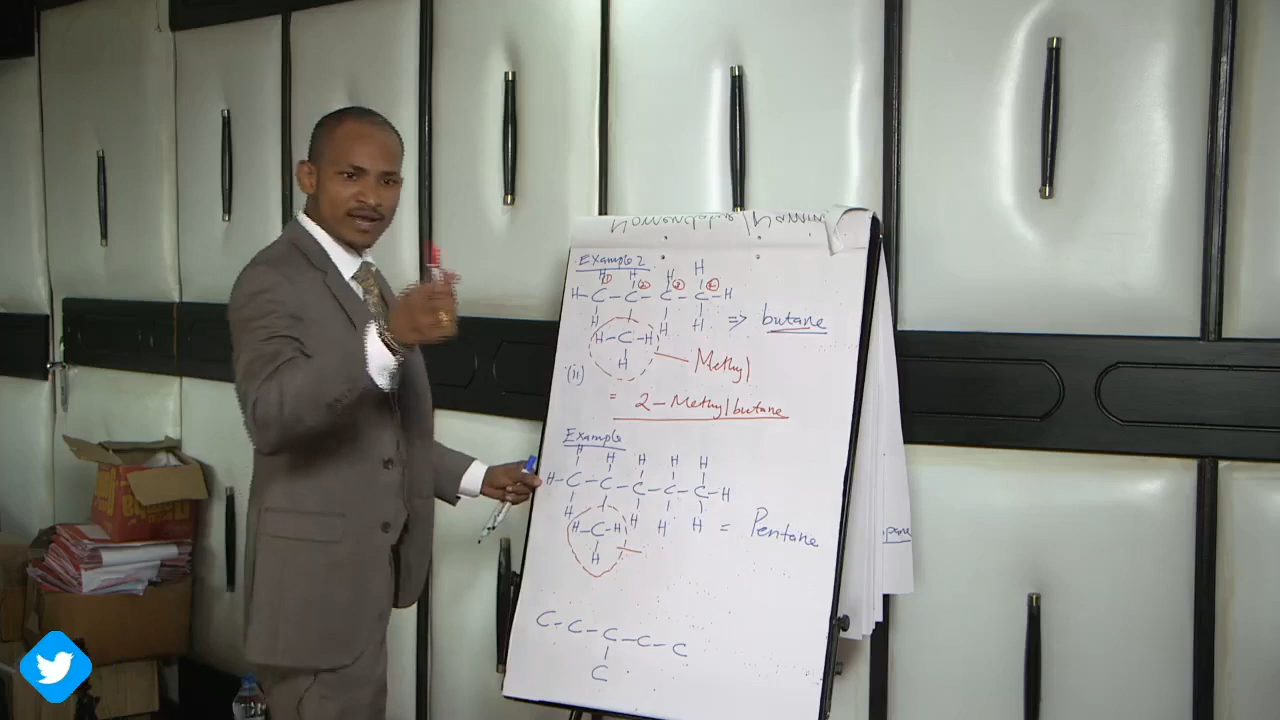 Example 2
H H H H
H-C-C-C-C-H
H H H
=> butane
H-C-H
H
Methyl
(ii)
= 2-Methylbutane
Example
H H H H H
H-C-C-C-C-C-H
H H H H
= Pentane
H-C-H
H
C-C-C-C-C
C